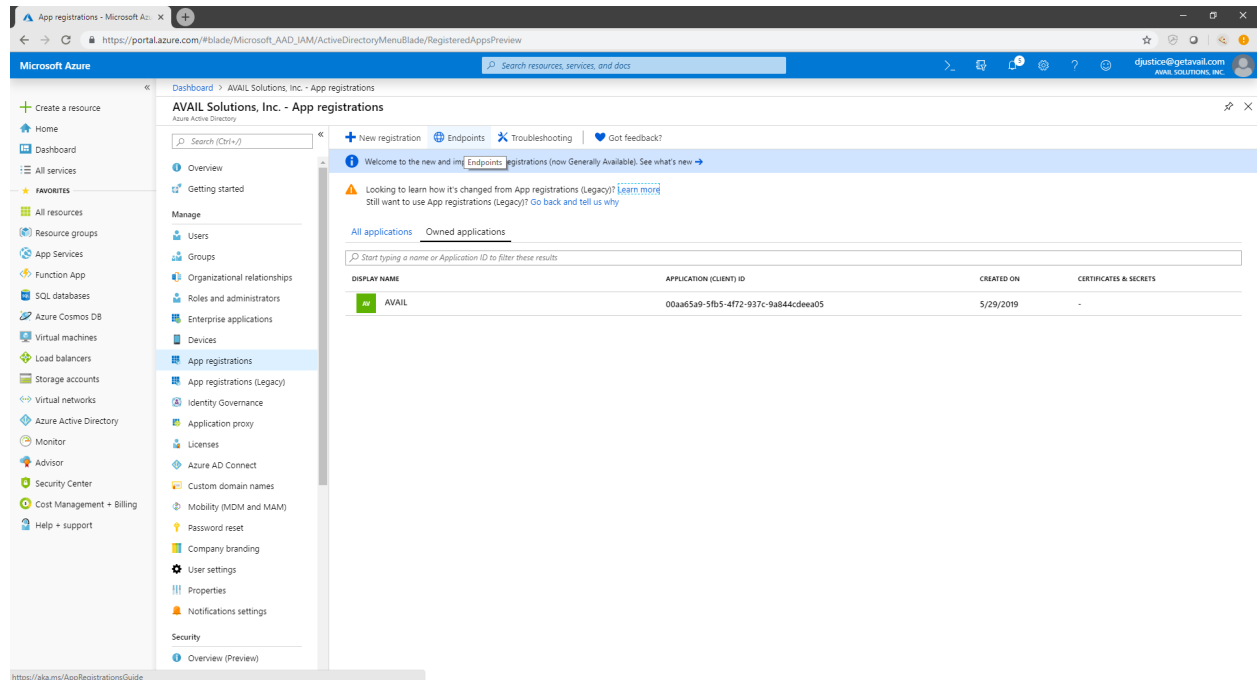 App registrations - Microsoft Az
https://portal.azure.com/#blade/Microsoft_AAD_IAM/ActiveDirectoryMenuBlade/RegisteredAppsPreview
Microsoft Azure
Search resources, services, and docs
5
djustice@getavail.com
AVAIL SOLUTIONS, INC.
Dashboard > AVAIL Solutions, Inc. - App registrations
Create a resource
Home
Dashboard
All services
FAVORITES
All resources
Resource groups
App Services
Function App
SQL databases
Azure Cosmos DB
Virtual machines
Load balancers
Storage accounts
Virtual networks
Azure Active Directory
Monitor
Advisor
Security Center
Cost Management + Billing
Help + support
AVAIL Solutions, Inc. - App registrations
Azure Active Directory
Search (Ctrl+/)
Overview
Getting started
Manage
Users
Groups
Organizational relationships
Roles and administrators
Enterprise applications
Devices
App registrations
App registrations (Legacy)
Identity Governance
Application proxy
Licenses
Azure AD Connect
Custom domain names
Mobility (MDM and MAM)
Password reset
Company branding
User settings
Properties
Notifications settings
Security
Overview (Preview)
New registration Endpoints Troubleshooting Got feedback?
Welcome to the new and imp Endpoints egistrations (now Generally Available). See what's new →
Looking to learn how it's changed from App registrations (Legacy)? Learn more
Still want to use App registrations (Legacy)? Go back and tell us why
All applications Owned applications
Start typing a name or Application ID to filter these results
DISPLAY NAME APPLICATION (CLIENT) ID CREATED ON CERTIFICATES & SECRETS
AV AVAIL 00aa65a9-5fb5-4f72-937c-9a844cdeea05 5/29/2019 -
https://aka.ms/AppRegistrationsGuide